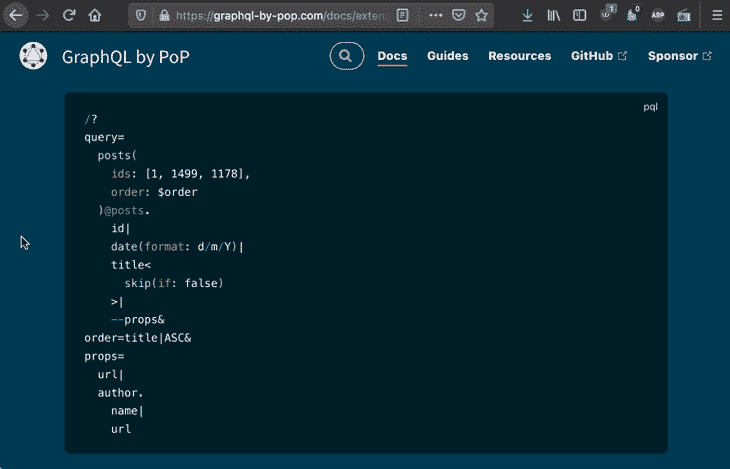 https://graphql-by-pop.com/docs/exten
1
0
ABP
GraphQL by PoP
Docs
Guides
Resources
GitHub
Sponsor
pql
/?
query=
posts(
ids: [1, 1499, 1178],
order: $order
)@posts.
id|
date(format: d/m/Y)|
title<
skip(if: false)
>|
--props&
order=title|ASC&
props=
url|
author.
name|
url